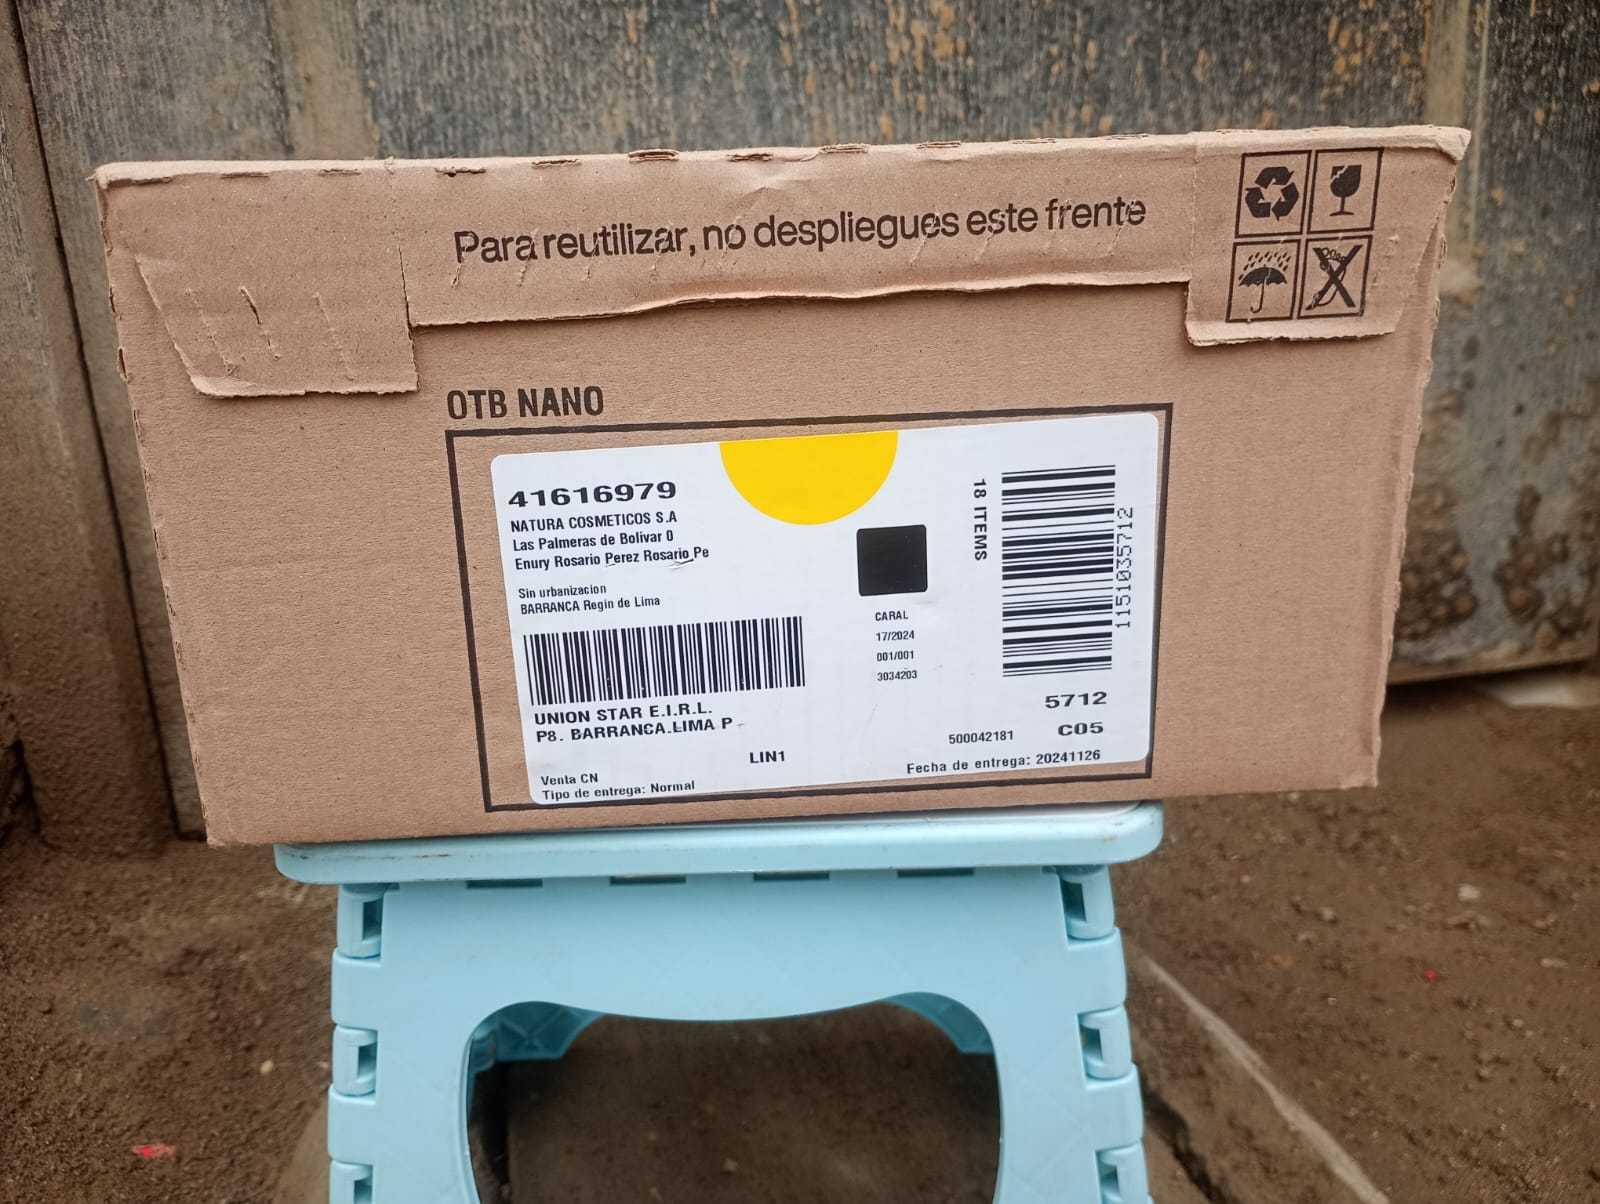 Para reutilizar, no despliegues este frente
OTB NANO
41616979
NATURA COSMETICOS S.A
Las Palmeras de Bolivar 0
Enury Rosario Perez Rosario Pe
Sin urbanizacion
BARRANCA Regin de Lima
UNION STAR E.I.R.L.
P8. BARRANCA.LIMA P
LIN1
Venta CN
Tipo de entrega: Normal
CARAL
17/2024
001/001
3034203
18 ITEMS
1151035712
5712
500042181 C05
Fecha de entrega: 20241126